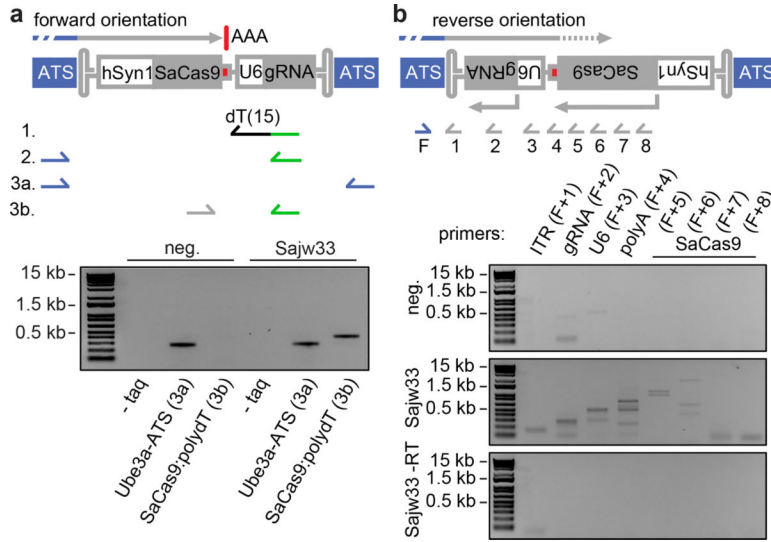 a
forward orientation
AAA
ATS hSyn1 SaCas9 U6 gRNA ATS
dT(15)
1.
2.
3a.
3b.
neg. Sajw33
15 kb
1.5 kb
0.5 kb
- taq
Ube3a-ATS (3a)
SaCas9:polydT (3b)
- taq
Ube3a-ATS (3a)
SaCas9:polydT (3b)
b
reverse orientation
ATS gRNA U6 SaCas9 hSyn1 ATS
F 1 2 3 4 5 6 7 8
primers:
ITR (F+1)
gRNA (F+2)
U6 (F+3)
polyA (F+4)
(F+5)
(F+6)
(F+7)
(F+8)
SaCas9
neg.
15 kb
1.5 kb
0.5 kb
Sajw33
15 kb
1.5 kb
0.5 kb
Sajw33 -RT
15 kb
1.5 kb
0.5 kb